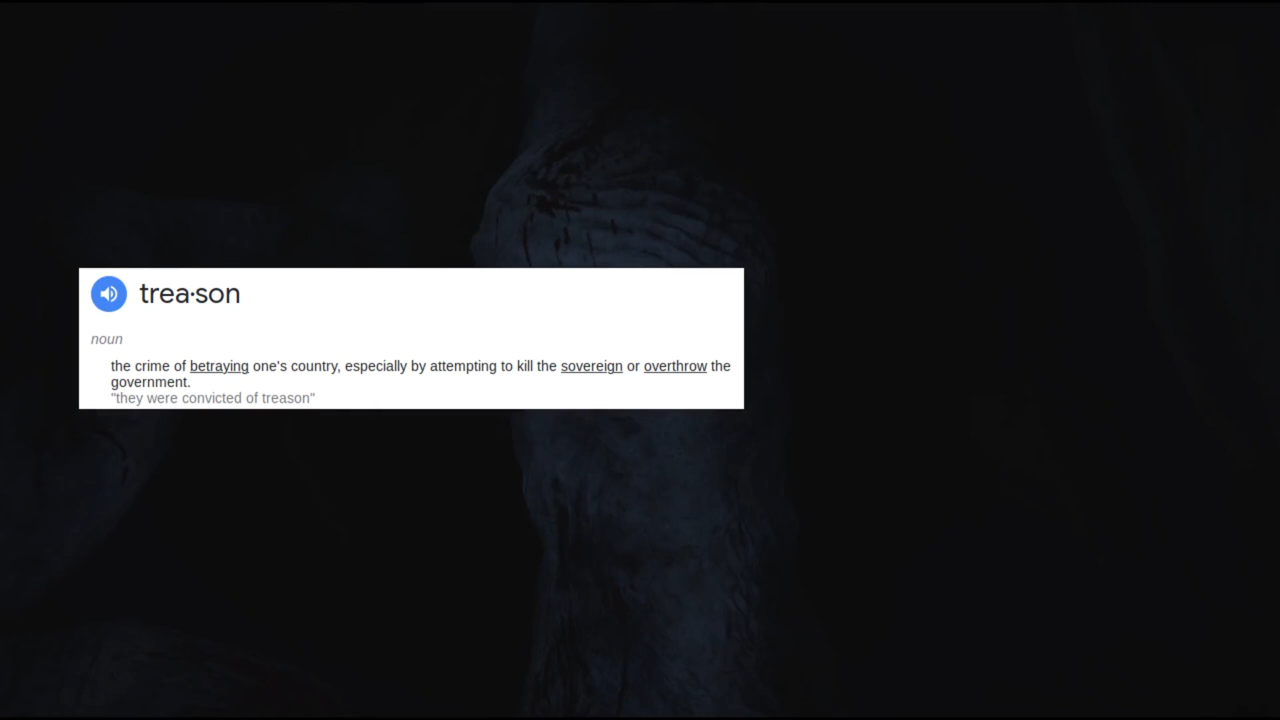 trea·son
noun
the crime of betraying one's country, especially by attempting to kill the sovereign or overthrow the
government.
"they were convicted of treason"